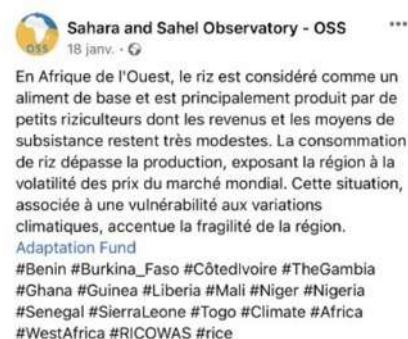 Sahara and Sahel Observatory - OSS
OSS
18 janv.
En Afrique de l'Ouest, le riz est considéré comme un
aliment de base et est principalement produit par de
petits riziculteurs dont les revenus et les moyens de
subsistance restent très modestes. La consommation
de riz dépasse la production, exposant la région à la
volatilité des prix du marché mondial. Cette situation,
associée à une vulnérabilité aux variations
climatiques, accentue la fragilité de la région.
Adaptation Fund
#Benin #Burkina_Faso #CôtedIvoire #TheGambia
#Ghana #Guinea #Liberia #Mali #Niger #Nigeria
#Senegal #SierraLeone #Togo #Climate #Africa
#WestAfrica #RICOWAS #rice